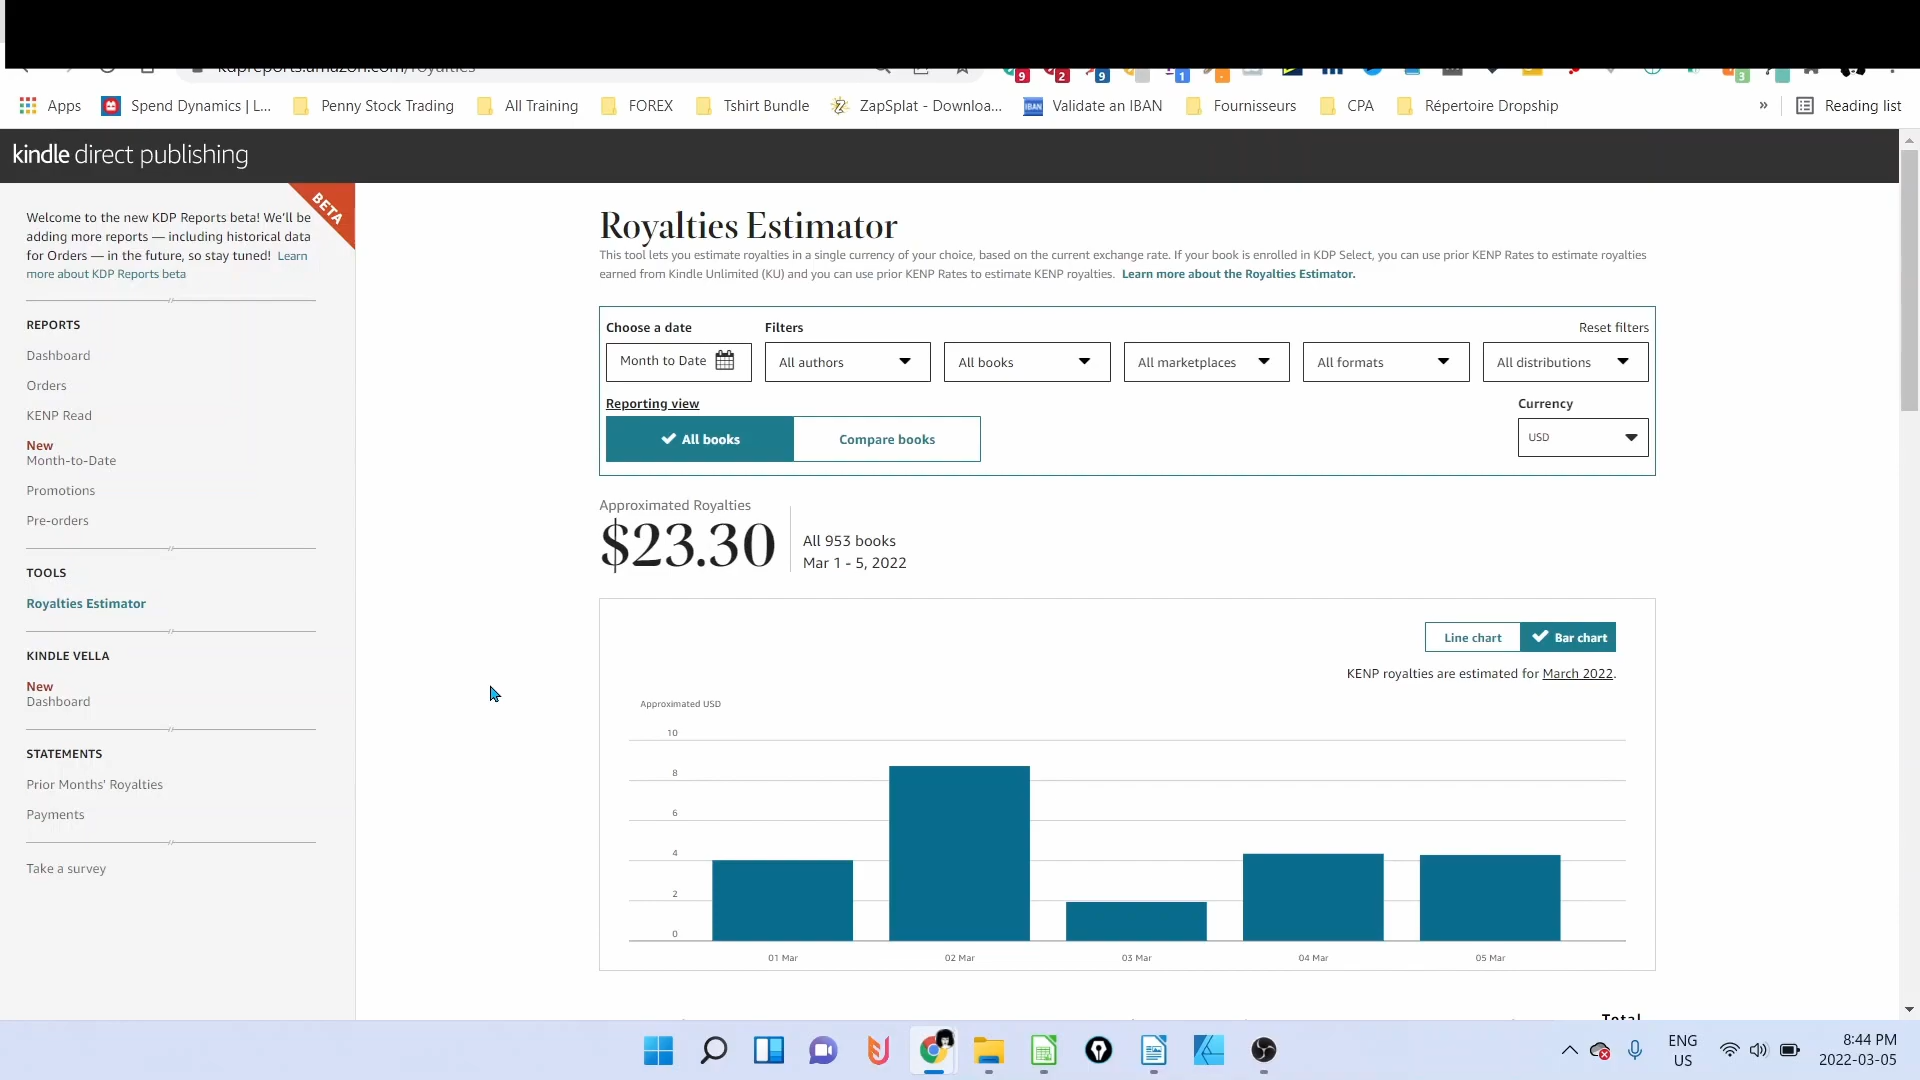 kdpreports.amazon.com/royalties
9
2
9
1
3
Apps
Spend Dynamics | L...
Penny Stock Trading
All Training
FOREX
Tshirt Bundle
ZapSplat - Downloa...
IBAN
Validate an IBAN
Fournisseurs
CPA
Répertoire Dropship
»
Reading list
kindle direct publishing
BETA
Welcome to the new KDP Reports beta! We'll be
adding more reports — including historical data
for Orders — in the future, so stay tuned! Learn
more about KDP Reports beta
REPORTS
Dashboard
Orders
KENP Read
New
Month-to-Date
Promotions
Pre-orders
TOOLS
Royalties Estimator
KINDLE VELLA
New
Dashboard
STATEMENTS
Prior Months' Royalties
Payments
Take a survey
Royalties Estimator
This tool lets you estimate royalties in a single currency of your choice, based on the current exchange rate. If your book is enrolled in KDP Select, you can use prior KENP Rates to estimate royalties
earned from Kindle Unlimited (KU) and you can use prior KENP Rates to estimate KENP royalties. Learn more about the Royalties Estimator.
Choose a date
Filters
Reset filters
Month to Date
All authors
All books
All marketplaces
All formats
All distributions
Reporting view
Currency
All books
Compare books
USD
Approximated Royalties
$23.30
All 953 books
Mar 1 - 5, 2022
Line chart
Bar chart
KENP royalties are estimated for March 2022.
Approximated USD
10
8
6
4
2
0
01 Mar
02 Mar
03 Mar
04 Mar
05 Mar
Total
ENG
US
8:44 PM
2022-03-05